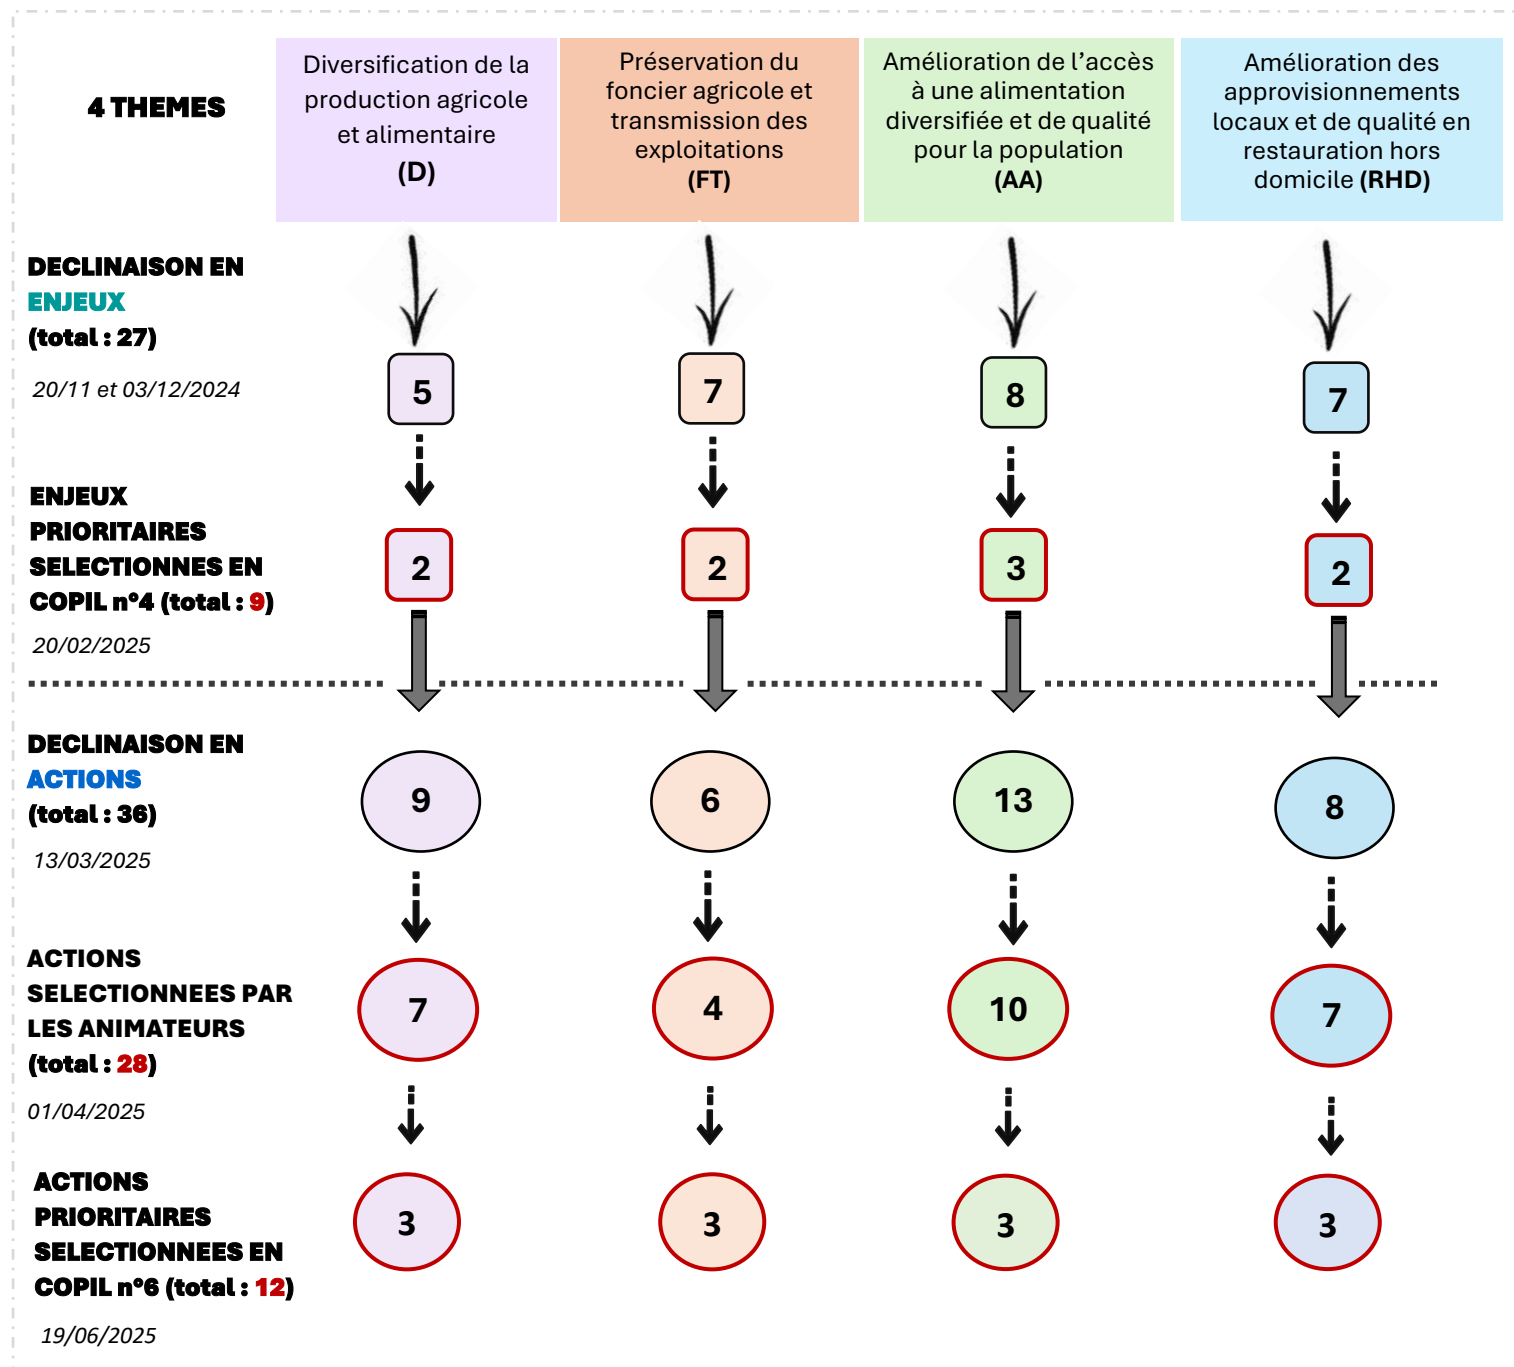 4 THEMES
Diversification de la
production agricole
et alimentaire
(D)
Préservation du
foncier agricole et
transmission des
exploitations
(FT)
Amélioration de l’accès
à une alimentation
diversifiée et de qualité
pour la population
(AA)
Amélioration des
approvisionnements
locaux et de qualité en
restauration hors
domicile (RHD)
DECLINAISON EN
ENJEUX
(total : 27)
20/11 et 03/12/2024
5
7
8
7
ENJEUX
PRIORITAIRES
SELECTIONNES EN
COPIL n°4 (total : 9)
20/02/2025
2
2
3
2
DECLINAISON EN
ACTIONS
(total : 36)
13/03/2025
9
6
13
8
ACTIONS
SELECTIONNEES PAR
LES ANIMATEURS
(total : 28)
01/04/2025
7
4
10
7
ACTIONS
PRIORITAIRES
SELECTIONNEES EN
COPIL n°6 (total : 12)
19/06/2025
3
3
3
3